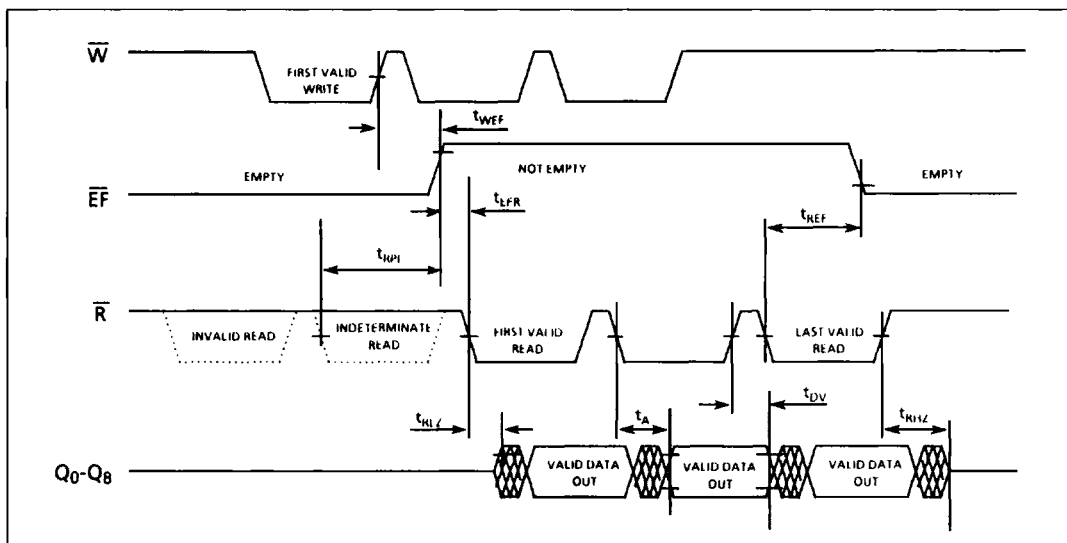 W̅
FIRST VALID
WRITE
tWEF
EMPTY
NOT EMPTY
EMPTY
E̅F̅
tEFR
tREF
tRPI
R̅
INVALID READ
INDETERMINATE
READ
FIRST VALID
READ
LAST VALID
READ
tDV
tRLZ
tA
tRHZ
Q0-Q8
VALID DATA
OUT
VALID DATA
OUT
VALID DATA
OUT